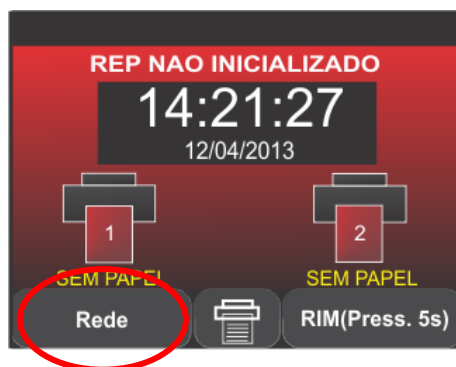 REP NAO INICIALIZADO
14:21:27
12/04/2013
1 2
SEM PAPEL SEM PAPEL
Rede RIM(Press. 5s)